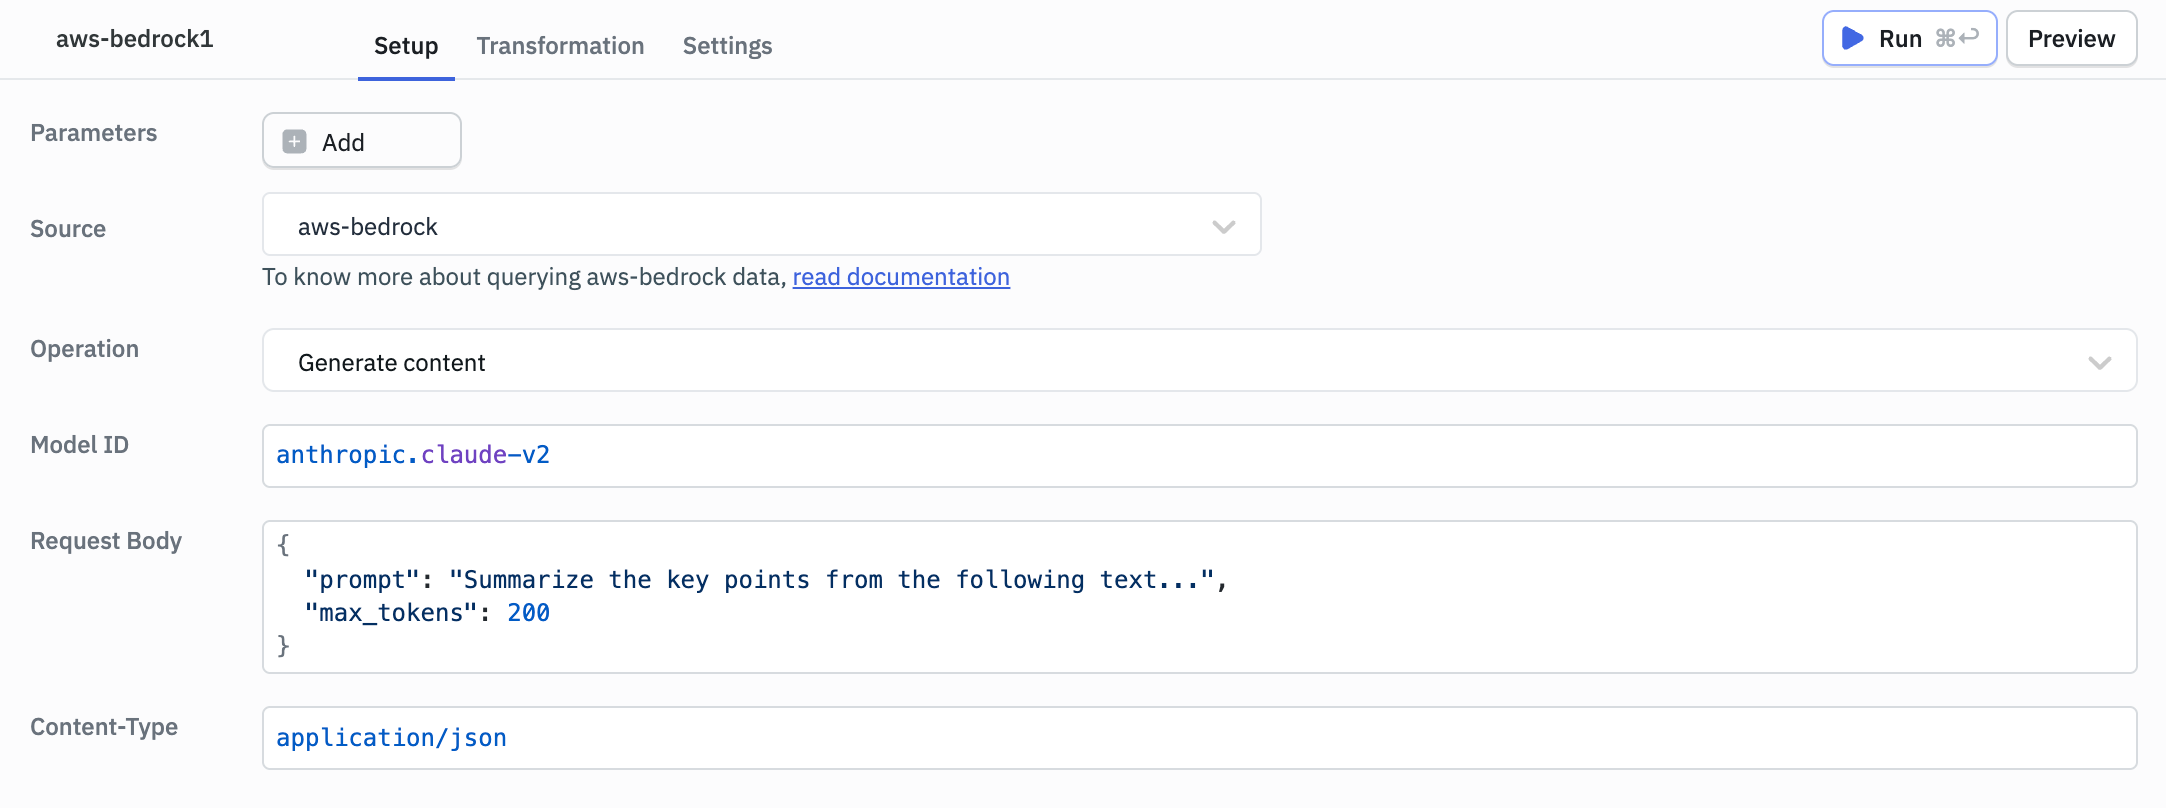 aws-bedrock1
Setup Transformation Settings
Run ⌘↩ Preview
Parameters
Add
Source
aws-bedrock
To know more about querying aws-bedrock data, read documentation
Operation
Generate content
Model ID
anthropic.claude-v2
Request Body
{
"prompt": "Summarize the key points from the following text...",
"max_tokens": 200
}
Content-Type
application/json